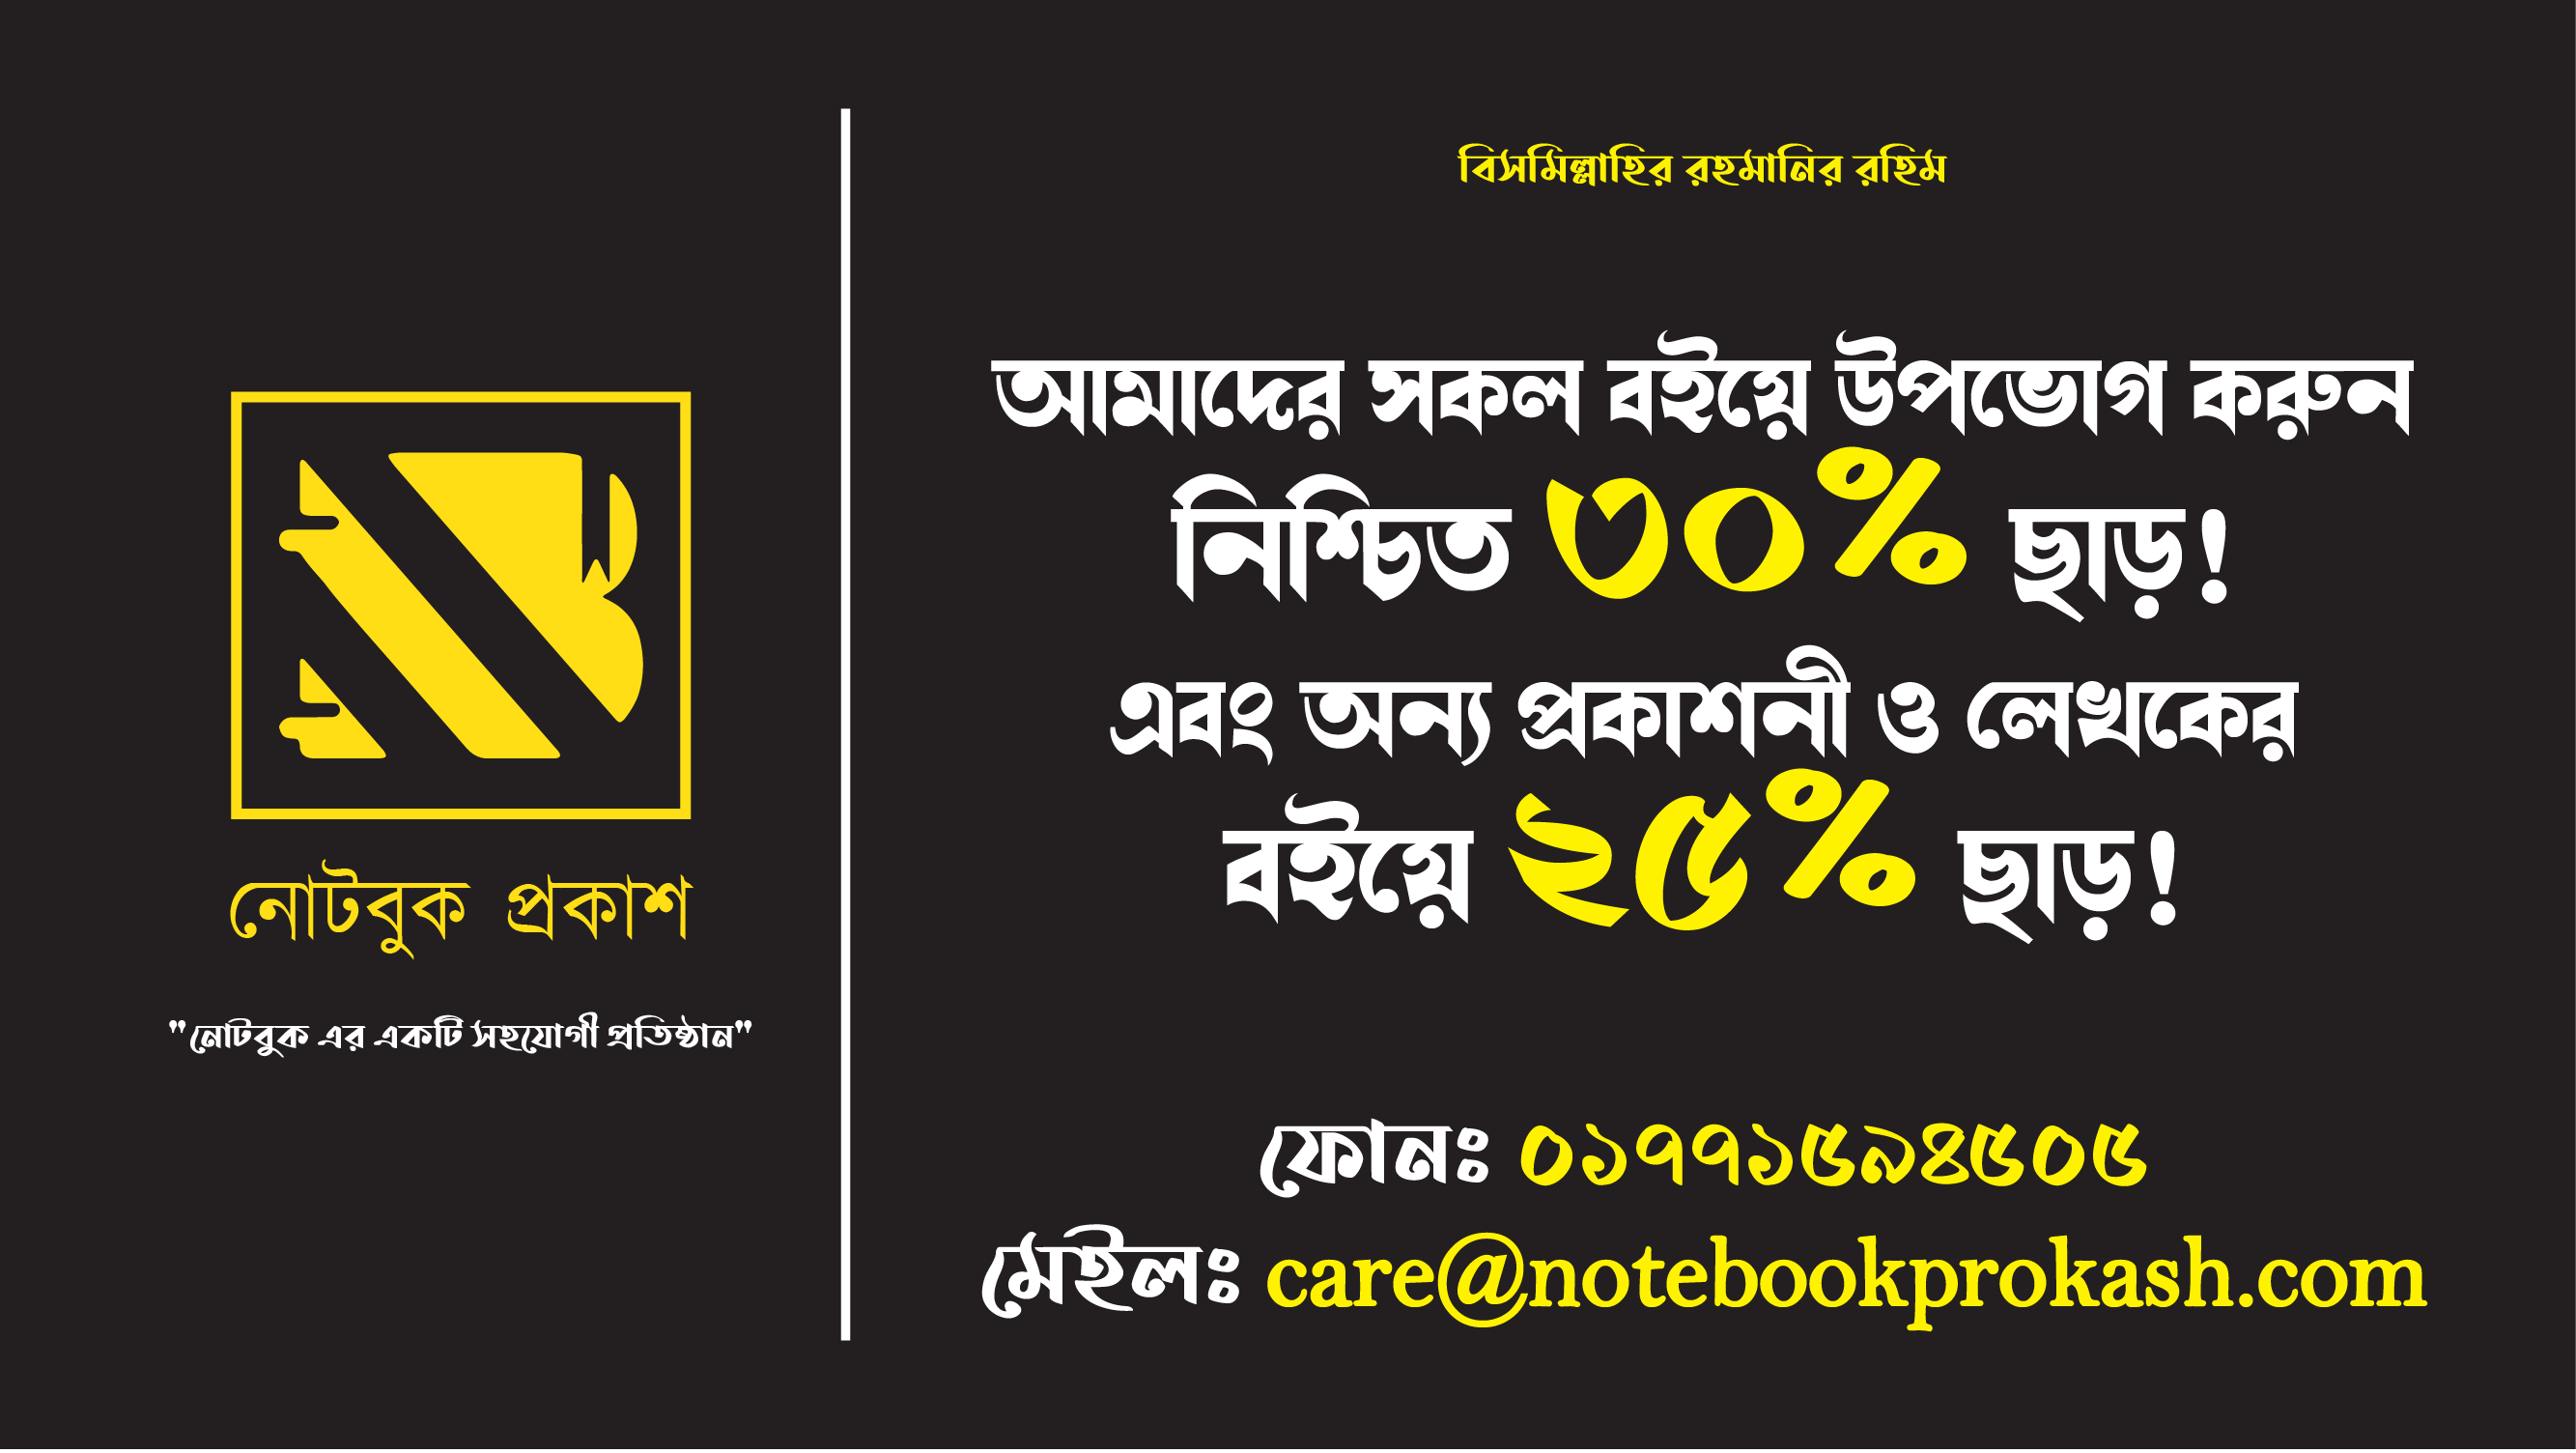 নোটবুক প্রকাশ
"নোটবুক এর একটি সহযোগী প্রতিষ্ঠান"
বিসমিল্লাহির রহমানির রহিম
আমাদের সকল বইয়ে উপভোগ করুন
নিশ্চিত ৩০% ছাড়!
এবং অন্য প্রকাশনী ও লেখকের
বইয়ে ২৫% ছাড়!
ফোনঃ ০১৭৭১৫৯৪৫০৫
মেইলঃ care@notebookprokash.com